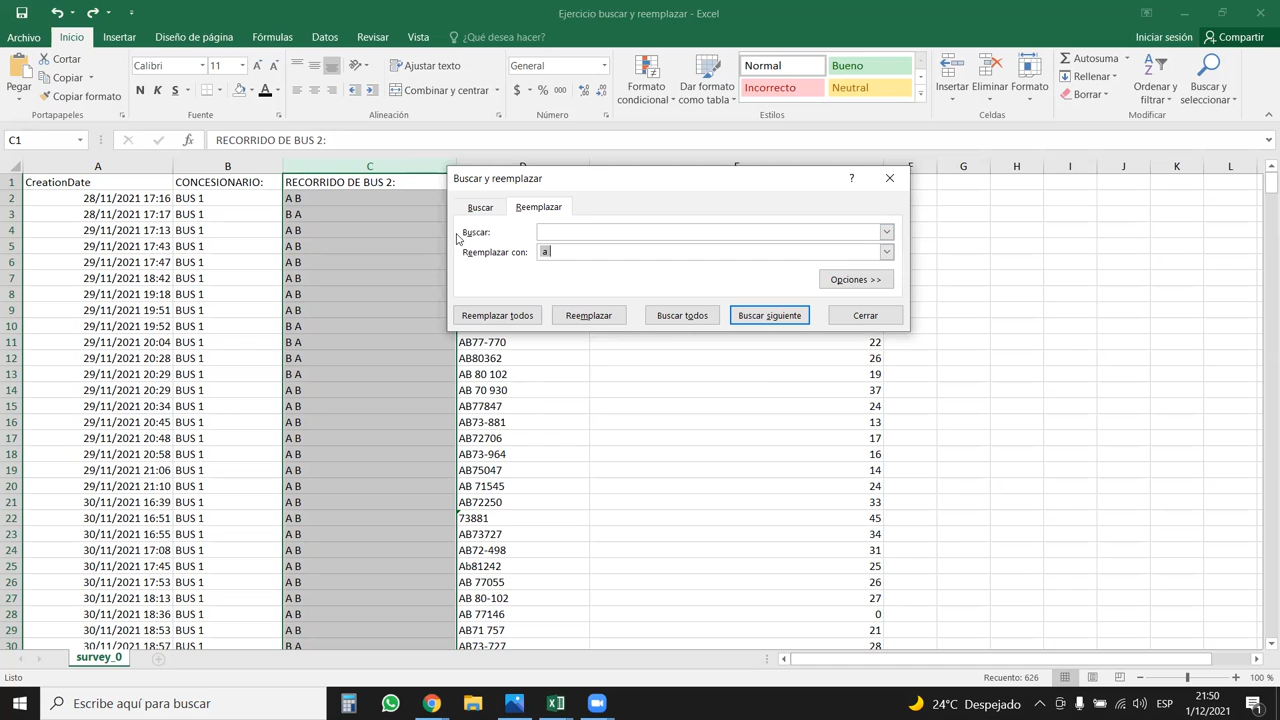 Ejercicio buscar y reemplazar - Excel
Archivo Inicio Insertar Diseño de página Fórmulas Datos Revisar Vista ¿Qué desea hacer? Iniciar sesión Compartir
Pegar Cortar Copiar Copiar formato Portapapeles
Calibri 11 N K S A Fuente
Ajustar texto Combinar y centrar Alineación
General $ % 000 Número
Formato condicional Dar formato como tabla Normal Bueno Incorrecto Neutral Estilos
Insertar Eliminar Formato Celdas
Autosuma Rellenar Borrar Ordenar y filtrar Buscar y seleccionar Modificar
C1 fx RECORRIDO DE BUS 2:
A B C D E F G H I J K L
1 CreationDate CONCESIONARIO: RECORRIDO DE BUS 2:
2 28/11/2021 17:16 BUS 1 A B
3 28/11/2021 17:17 BUS 1 B A
4 29/11/2021 17:13 BUS 1 A B
5 29/11/2021 17:43 BUS 1 A B
6 29/11/2021 17:47 BUS 1 B A
7 29/11/2021 18:42 BUS 1 A B
8 29/11/2021 19:18 BUS 1 A B
9 29/11/2021 19:51 BUS 1 A B
10 29/11/2021 19:52 BUS 1 B A
11 29/11/2021 20:04 BUS 1 B A AB77-770 22
12 29/11/2021 20:28 BUS 1 B A AB80362 26
13 29/11/2021 20:29 BUS 1 B A AB 80 102 19
14 29/11/2021 20:29 BUS 1 A B AB 70 930 37
15 29/11/2021 20:34 BUS 1 A B AB77847 24
16 29/11/2021 20:45 BUS 1 A B AB73-881 13
17 29/11/2021 20:48 BUS 1 A B AB72706 17
18 29/11/2021 20:58 BUS 1 A B AB73-964 16
19 29/11/2021 21:06 BUS 1 A B AB75047 14
20 29/11/2021 21:10 BUS 1 A B AB 71545 24
21 30/11/2021 16:39 BUS 1 A B AB72250 33
22 30/11/2021 16:51 BUS 1 A B 73881 45
23 30/11/2021 16:55 BUS 1 A B AB73727 34
24 30/11/2021 17:08 BUS 1 A B AB72-498 31
25 30/11/2021 17:45 BUS 1 A B Ab81242 25
26 30/11/2021 17:53 BUS 1 A B AB 77055 26
27 30/11/2021 18:13 BUS 1 A B AB 80-102 27
28 30/11/2021 18:36 BUS 1 A B AB 77146 0
29 30/11/2021 18:53 BUS 1 A B AB71 757 21
30 30/11/2021 18:57 BUS 1 A B AB73-727 28
Buscar y reemplazar ?
Buscar Reemplazar
Buscar:
Reemplazar con: a
Opciones >>
Reemplazar todos Reemplazar Buscar todos Buscar siguiente Cerrar
survey_0
Listo Recuento: 626 100 %
Escribe aquí para buscar 24°C Despejado ESP 21:50
1/12/2021